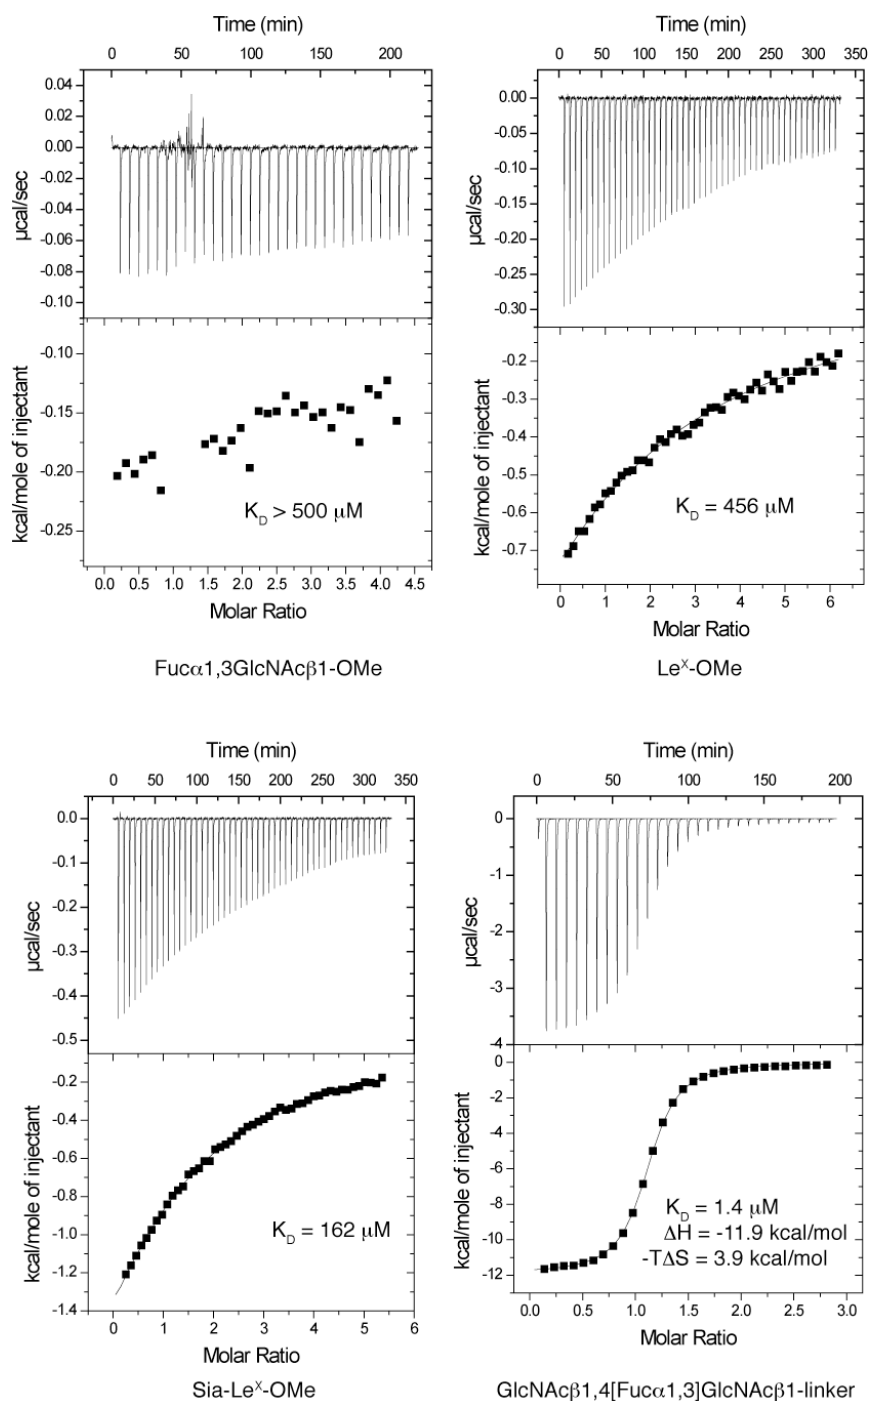 Time (min)
0 50 100 150 200
0.04
0.02
0.00
-0.02
-0.04
-0.06
-0.08
-0.10
µcal/sec
-0.10
-0.15
-0.20
-0.25
kcal/mole of injectant
K_D > 500 µM
0.0 0.5 1.0 1.5 2.0 2.5 3.0 3.5 4.0 4.5
Molar Ratio
Fucα1,3GlcNAcβ1-OMe
Time (min)
0 50 100 150 200 250 300 350
0.00
-0.05
-0.10
-0.15
-0.20
-0.25
-0.30
µcal/sec
-0.2
-0.3
-0.4
-0.5
-0.6
-0.7
kcal/mole of injectant
K_D = 456 µM
0 1 2 3 4 5 6
Molar Ratio
Le^X-OMe
Time (min)
0 50 100 150 200 250 300 350
0.0
-0.1
-0.2
-0.3
-0.4
-0.5
µcal/sec
-0.2
-0.4
-0.6
-0.8
-1.0
-1.2
-1.4
kcal/mole of injectant
K_D = 162 µM
0 1 2 3 4 5 6
Molar Ratio
Sia-Le^X-OMe
Time (min)
0 50 100 150 200
0
-1
-2
-3
-4
µcal/sec
0
-2
-4
-6
-8
-10
-12
kcal/mole of injectant
K_D = 1.4 µM
ΔH = -11.9 kcal/mol
-TΔS = 3.9 kcal/mol
0.0 0.5 1.0 1.5 2.0 2.5 3.0
Molar Ratio
GlcNAcβ1,4[Fucα1,3]GlcNAcβ1-linker